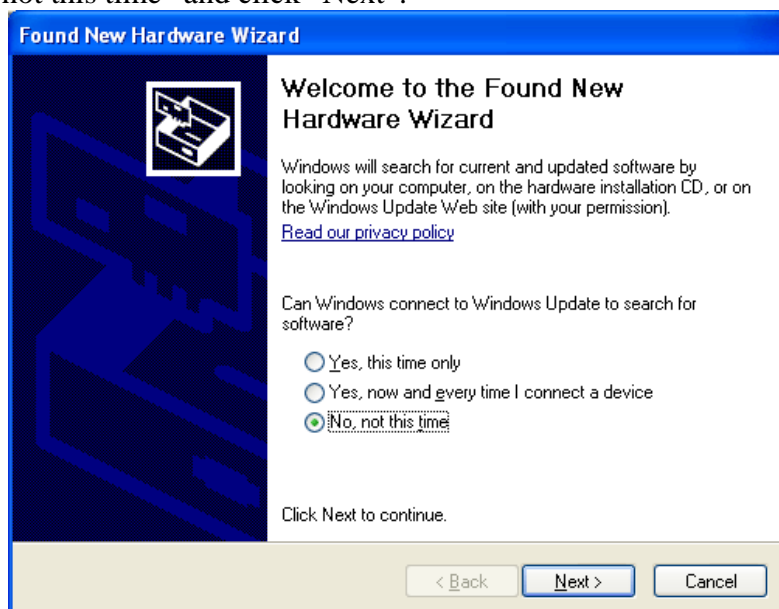 not this time" and click "Next".
Found New Hardware Wizard
Welcome to the Found New
Hardware Wizard
Windows will search for current and updated software by
looking on your computer, on the hardware installation CD, or on
the Windows Update Web site (with your permission).
Read our privacy policy
Can Windows connect to Windows Update to search for
software?
Yes, this time only
Yes, now and every time I connect a device
No, not this time
Click Next to continue.
< Back Next > Cancel